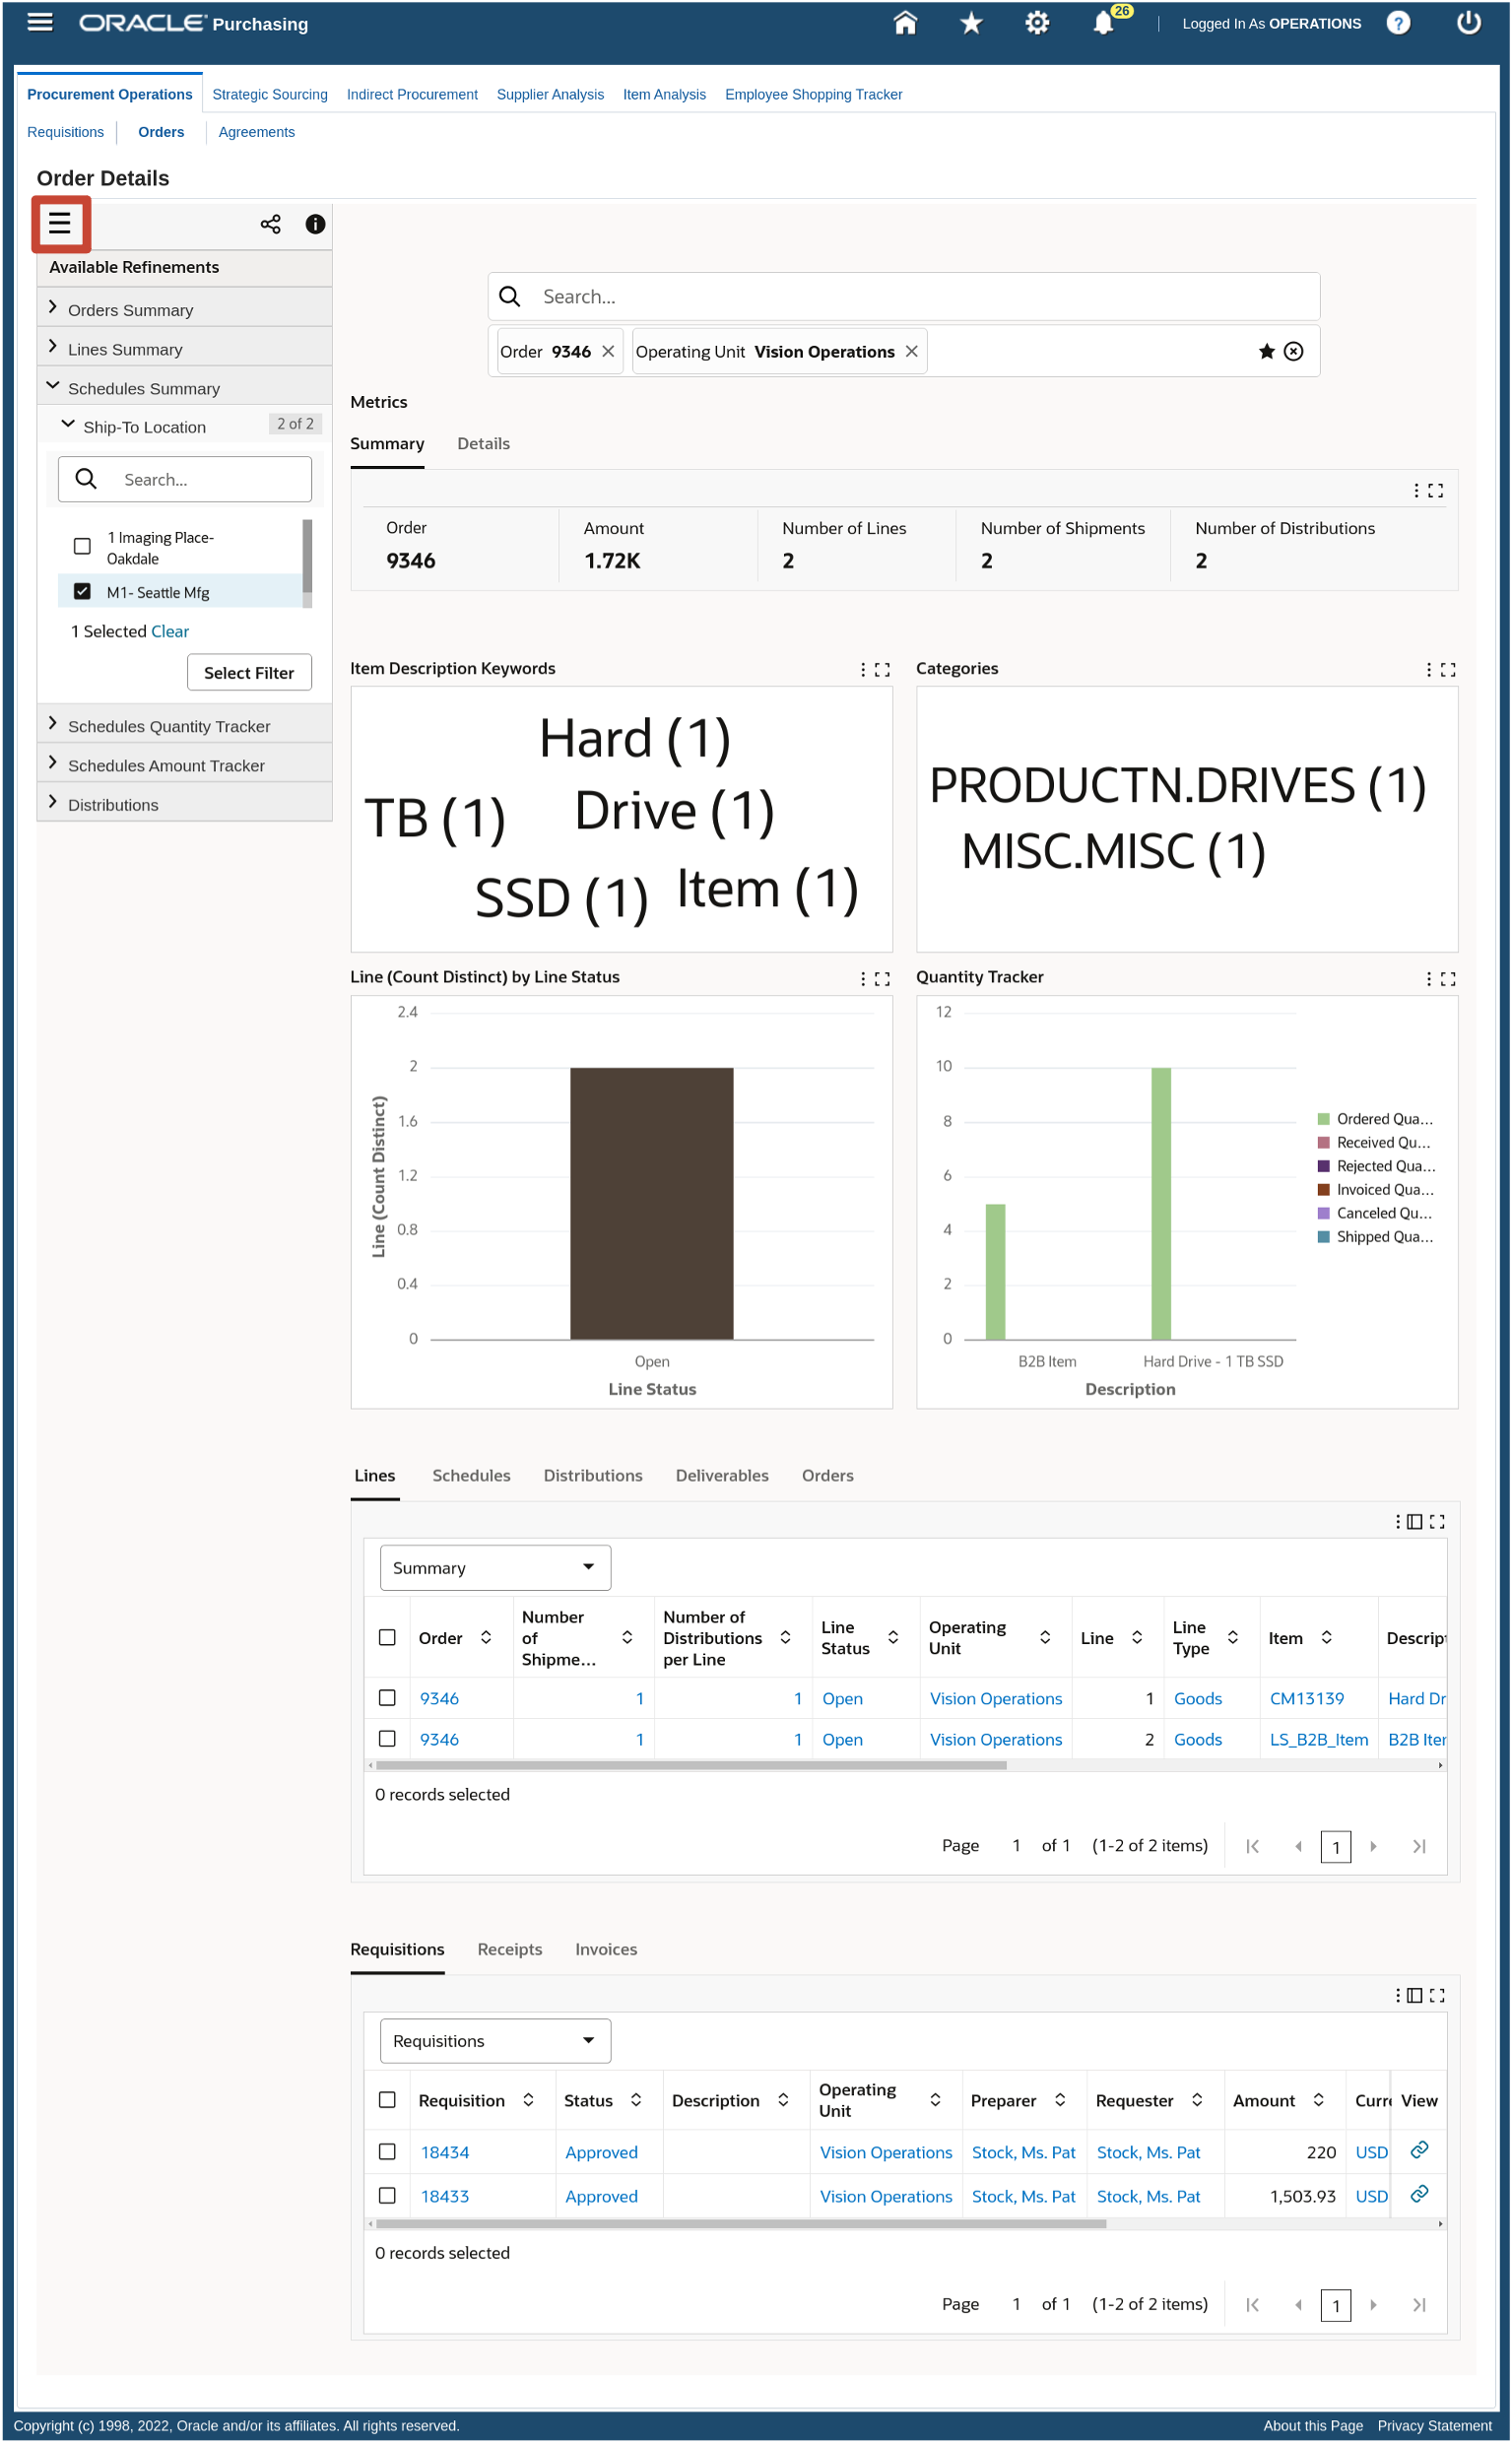 ORACLE Purchasing
26
Logged In As OPERATIONS
Procurement Operations Strategic Sourcing Indirect Procurement Supplier Analysis Item Analysis Employee Shopping Tracker
Requisitions Orders Agreements
Order Details
Available Refinements
Orders Summary
Lines Summary
Schedules Summary
Ship-To Location 2 of 2
Search...
1 Imaging Place-
Oakdale
M1- Seattle Mfg
1 Selected Clear
Select Filter
Schedules Quantity Tracker
Schedules Amount Tracker
Distributions
Search...
Order 9346 Operating Unit Vision Operations
Metrics
Summary Details
Order Amount Number of Lines Number of Shipments Number of Distributions
9346 1.72K 2 2 2
Item Description Keywords
Hard (1)
TB (1) Drive (1)
SSD (1) Item (1)
Categories
PRODUCTN.DRIVES (1)
MISC.MISC (1)
Line (Count Distinct) by Line Status
Line (Count Distinct)
2.4
2
1.6
1.2
0.8
0.4
0
Open
Line Status
Quantity Tracker
12
10
8
6
4
2
0
B2B Item Hard Drive - 1 TB SSD
Description
Ordered Qua...
Received Qu...
Rejected Qua...
Invoiced Qua...
Canceled Qu...
Shipped Qua...
Lines Schedules Distributions Deliverables Orders
Summary
Order Number of Shipme... Number of Distributions per Line Line Status Operating Unit Line Line Type Item Descript
9346 1 1 Open Vision Operations 1 Goods CM13139 Hard Dr
9346 1 1 Open Vision Operations 2 Goods LS_B2B_Item B2B Iter
0 records selected
Page 1 of 1 (1-2 of 2 items) 1
Requisitions Receipts Invoices
Requisitions
Requisition Status Description Operating Unit Preparer Requester Amount Curre View
18434 Approved Vision Operations Stock, Ms. Pat Stock, Ms. Pat 220 USD
18433 Approved Vision Operations Stock, Ms. Pat Stock, Ms. Pat 1,503.93 USD
0 records selected
Page 1 of 1 (1-2 of 2 items) 1
Copyright (c) 1998, 2022, Oracle and/or its affiliates. All rights reserved.
About this Page Privacy Statement